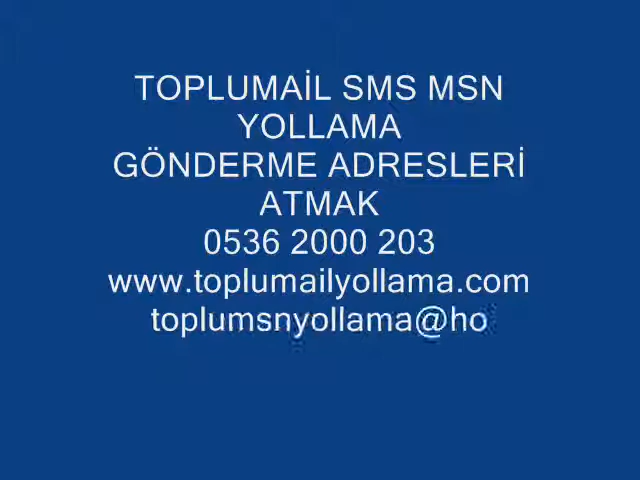 TOPLUMAİL SMS MSN
YOLLAMA
GÖNDERME ADRESLERİ
ATMAK
0536 2000 203
www.toplumailyollama.com
toplumsnyollama@ho